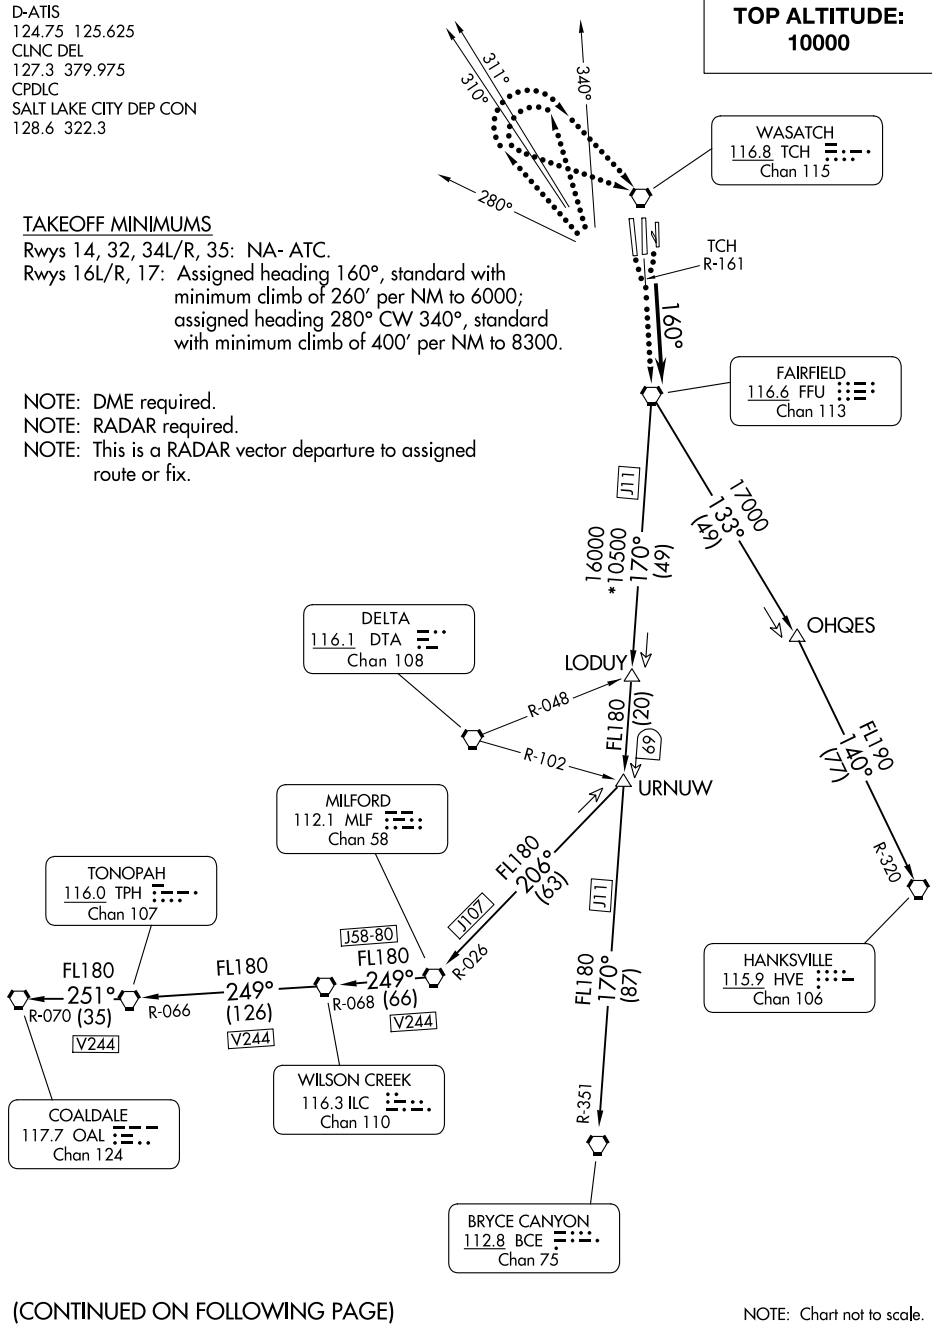 D-ATIS
124.75 125.625
CLNC DEL
127.3 379.975
CPDLC
SALT LAKE CITY DEP CON
128.6 322.3
TOP ALTITUDE:
10000
311°
310°
340°
280°
WASATCH
116.8 TCH
Chan 115
TAKEOFF MINIMUMS
Rwys 14, 32, 34L/R, 35: NA- ATC.
Rwys 16L/R, 17: Assigned heading 160°, standard with
minimum climb of 260' per NM to 6000;
assigned heading 280° CW 340°, standard
with minimum climb of 400' per NM to 8300.
TCH
R-161
160°
NOTE: DME required.
NOTE: RADAR required.
NOTE: This is a RADAR vector departure to assigned
route or fix.
FAIRFIELD
116.6 FFU
Chan 113
J11
16000
*10500
170°
(49)
17000
133°
(49)
OHQES
DELTA
116.1 DTA
Chan 108
LODUY
R-048
R-102
FL180
(20)
69
URNUW
FL190
140°
(77)
R-320
MILFORD
112.1 MLF
Chan 58
FL180
206°
(63)
J107
R-026
J11
FL180
170°
(87)
R-351
TONOPAH
116.0 TPH
Chan 107
J58-80
FL180
249°
(66)
R-068
V244
FL180
249°
(126)
R-066
V244
FL180
251°
(35)
R-070
V244
HANKSVILLE
115.9 HVE
Chan 106
WILSON CREEK
116.3 ILC
Chan 110
COALDALE
117.7 OAL
Chan 124
BRYCE CANYON
112.8 BCE
Chan 75
(CONTINUED ON FOLLOWING PAGE)
NOTE: Chart not to scale.